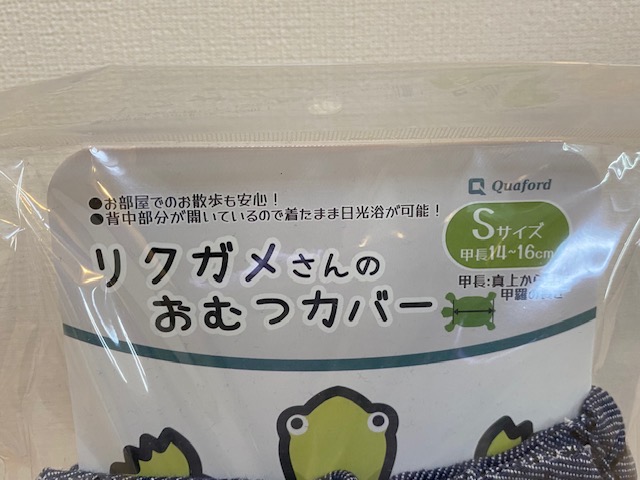 Quaford
●お部屋でのお散歩も安心！
●背中部分が開いているので着たまま日光浴が可能！
Sサイズ
甲長14~16cm
リクガメさんの
おむつカバー
甲長:真上から
甲羅の